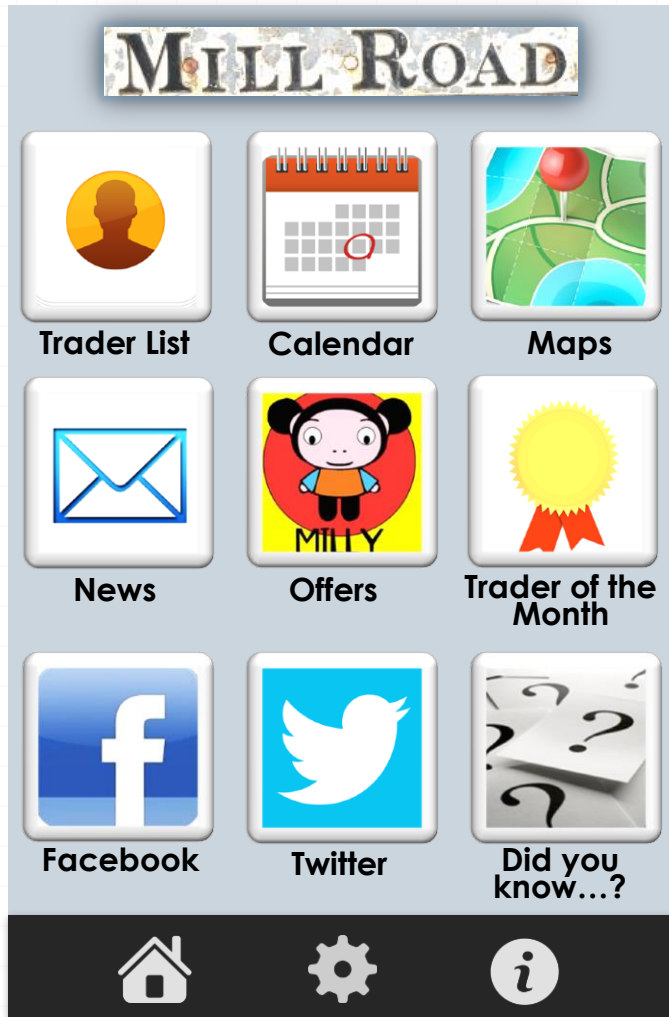 MILL ROAD
Trader List
Calendar
Maps
MILLY
News
Offers
Trader of the
Month
f
Facebook
Twitter
Did you
know...?
i